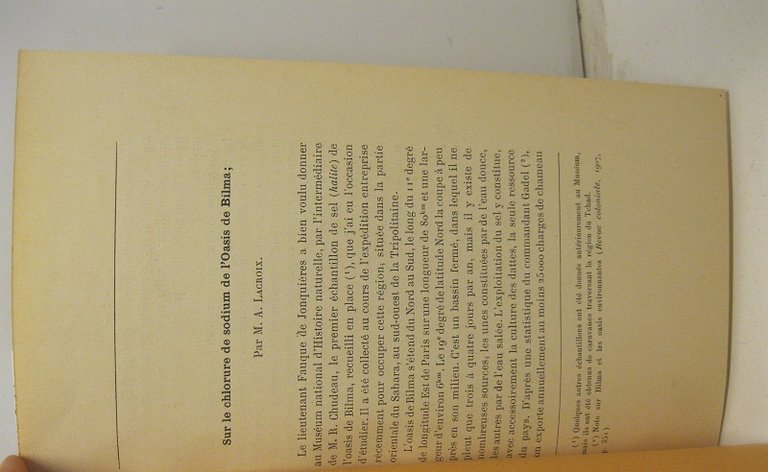 Sur le chlorure de sodium de l'Oasis de Bilma;
Par M. A. Lacroix.
Le lieutenant Fauque de Jonquières a bien voulu donner
au Muséum national d'Histoire naturelle, par l'intermédiaire
de M. R. Chudeau, le premier échantillon de sel (halite) de
l'oasis de Bilma, recueilli en place (¹), que j'ai eu l'occasion
d'étudier. Il a été collecté au cours de l'expédition entreprise
récemment pour occuper cette région, située dans la partie
orientale du Sahara, au sud-ouest de la Tripolitaine.
L'oasis de Bilma s'étend du Nord au Sud, le long du 11e degré
de longitude Est de Paris sur une longueur de 80km et une lar-
geur d'environ 6km. Le 19e degré de latitude Nord la coupe à peu
près en son milieu. C'est un bassin fermé, dans lequel il ne
pleut que trois à quatre jours par an, mais il y existe de
nombreuses sources, les unes constituées par de l'eau douce,
les autres par de l'eau salée. L'exploitation du sel y constitue,
avec accessoirement la culture des dattes, la seule ressource
du pays. D'après une statistique du commandant Gadel (²),
on exporte annuellement au moins 25000 charges de chameau
(¹) Quelques autres échantillons ont été donnés antérieurement au Muséum,
mais ils ont été obtenus de caravanes traversant la région du Tchad.
(²) Note sur Bilma et les oasis environnantes (Revue coloniale, 1907,
p. 351).